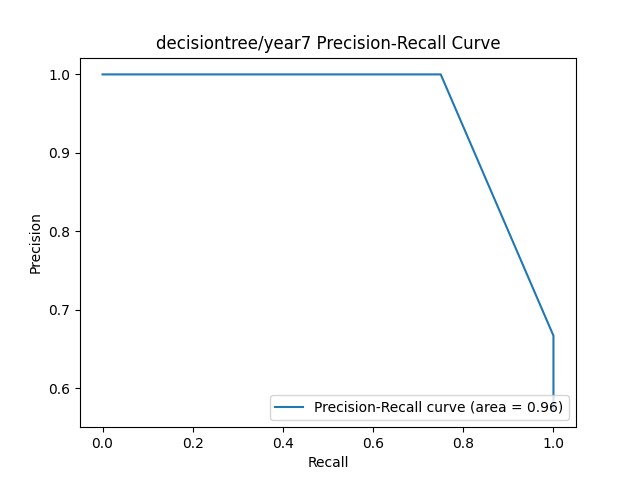 decisiontree/year7 Precision-Recall Curve
1.0
0.9
0.8
0.7
0.6
Precision
Precision-Recall curve (area = 0.96)
0.0 0.2 0.4 0.6 0.8 1.0
Recall